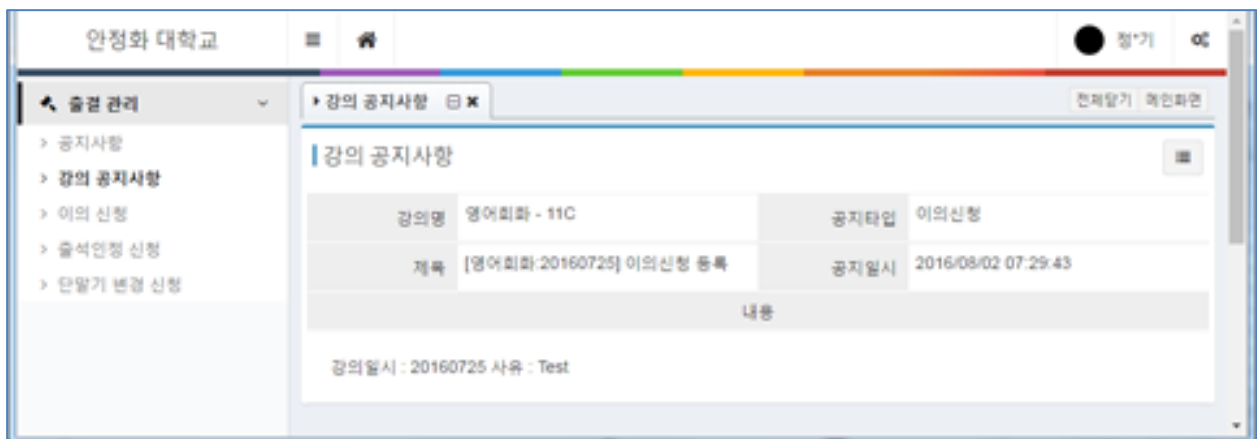 안정화 대학교
정*기
출결 관리
강의 공지사항
전체닫기 메인화면
> 공지사항
> 강의 공지사항
> 이의 신청
> 출석인정 신청
> 단말기 변경 신청
강의 공지사항
강의명 영어회화 - 11C 공지타입 이의신청
제목 [영어회화:20160725] 이의신청 등록 공지일시 2016/08/02 07:29:43
내용
강의일시 : 20160725 사유 : Test